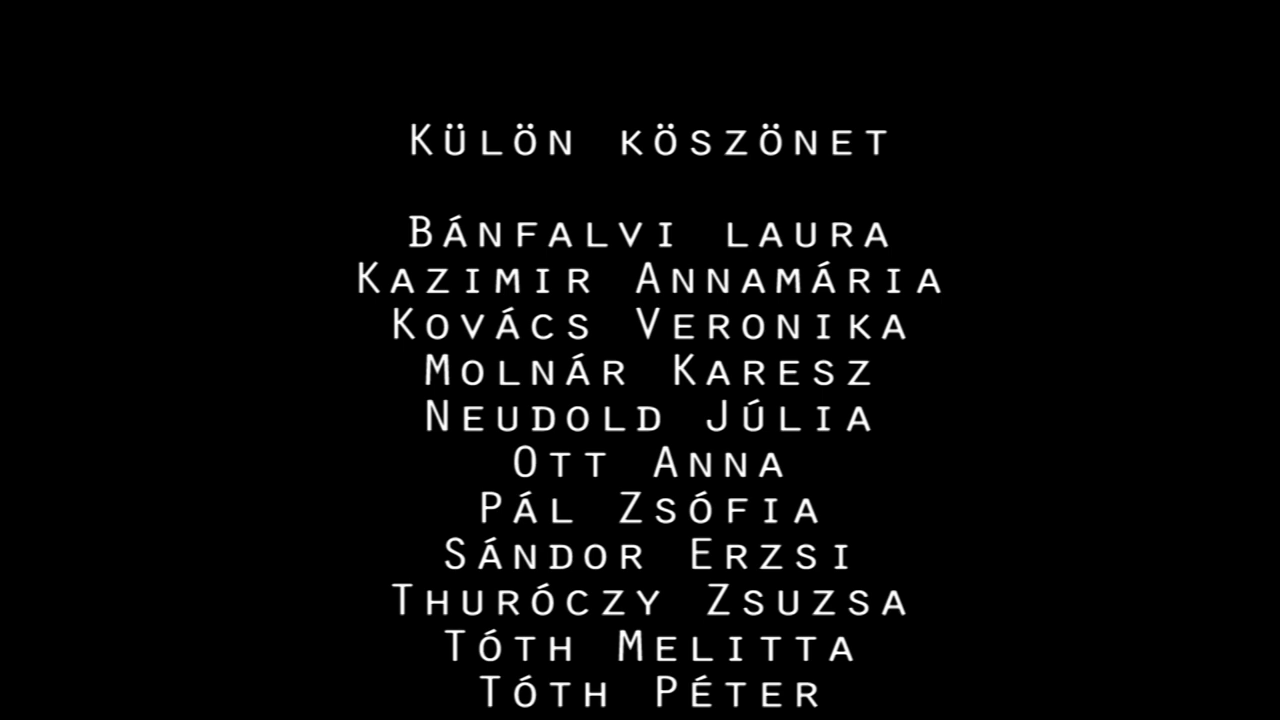 Külön köszönet
Bánfalvi laura
Kazimir Annamária
Kovács Veronika
Molnár Karesz
Neudold Júlia
Ott Anna
Pál Zsófia
Sándor Erzsi
Thuróczy Zsuzsa
Tóth Melitta
Tóth Péter